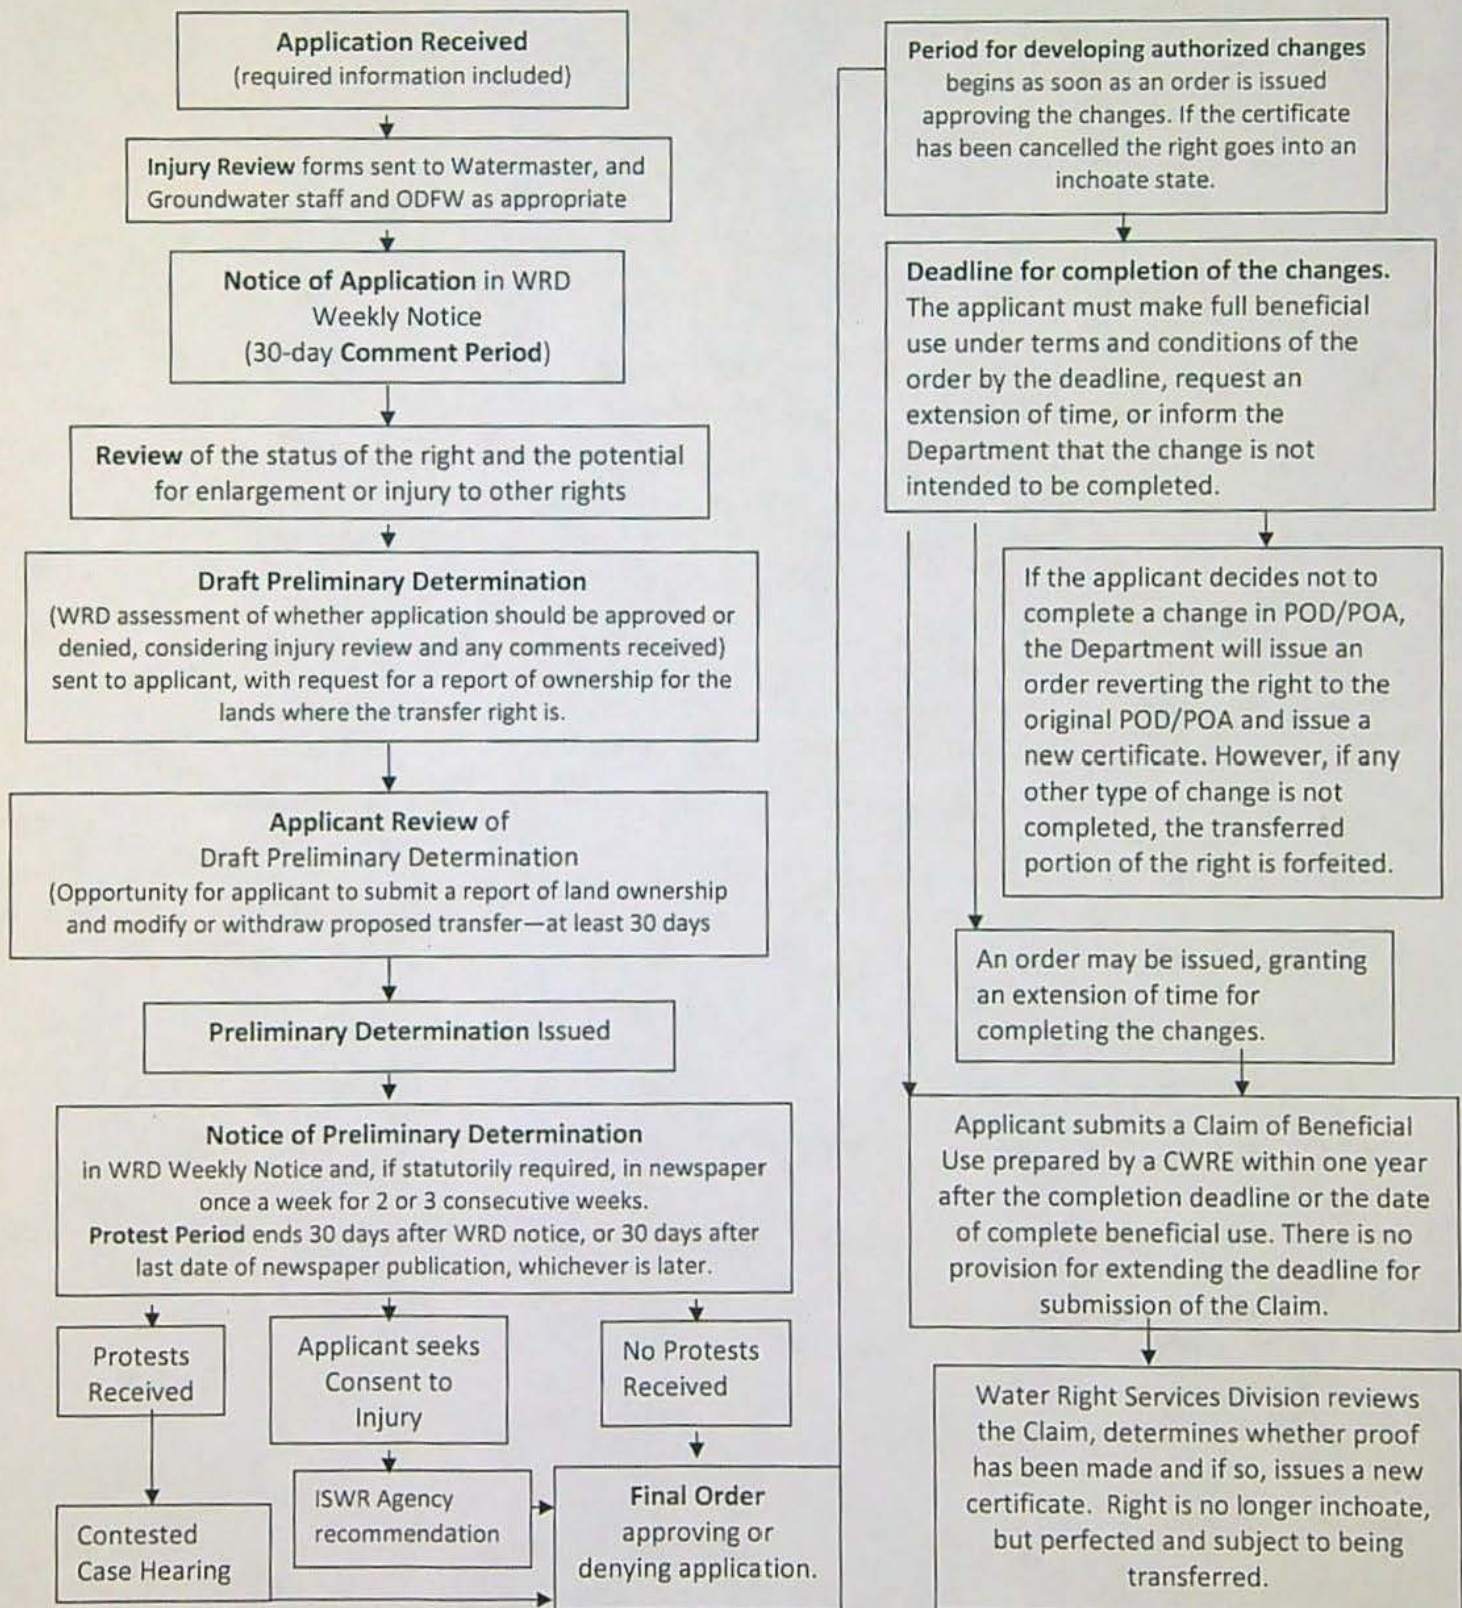 Application Received
(required information included)
Injury Review forms sent to Watermaster, and
Groundwater staff and ODFW as appropriate
Notice of Application in WRD
Weekly Notice
(30-day Comment Period)
Review of the status of the right and the potential
for enlargement or injury to other rights
Draft Preliminary Determination
(WRD assessment of whether application should be approved or
denied, considering injury review and any comments received)
sent to applicant, with request for a report of ownership for the
lands where the transfer right is.
Applicant Review of
Draft Preliminary Determination
(Opportunity for applicant to submit a report of land ownership
and modify or withdraw proposed transfer—at least 30 days
Preliminary Determination Issued
Notice of Preliminary Determination
in WRD Weekly Notice and, if statutorily required, in newspaper
once a week for 2 or 3 consecutive weeks.
Protest Period ends 30 days after WRD notice, or 30 days after
last date of newspaper publication, whichever is later.
Protests
Received
Applicant seeks
Consent to
Injury
No Protests
Received
Contested
Case Hearing
ISWR Agency
recommendation
Final Order
approving or
denying application.
Period for developing authorized changes
begins as soon as an order is issued
approving the changes. If the certificate
has been cancelled the right goes into an
inchoate state.
Deadline for completion of the changes.
The applicant must make full beneficial
use under terms and conditions of the
order by the deadline, request an
extension of time, or inform the
Department that the change is not
intended to be completed.
If the applicant decides not to
complete a change in POD/POA,
the Department will issue an
order reverting the right to the
original POD/POA and issue a
new certificate. However, if any
other type of change is not
completed, the transferred
portion of the right is forfeited.
An order may be issued, granting
an extension of time for
completing the changes.
Applicant submits a Claim of Beneficial
Use prepared by a CWRE within one year
after the completion deadline or the date
of complete beneficial use. There is no
provision for extending the deadline for
submission of the Claim.
Water Right Services Division reviews
the Claim, determines whether proof
has been made and if so, issues a new
certificate. Right is no longer inchoate,
but perfected and subject to being
transferred.